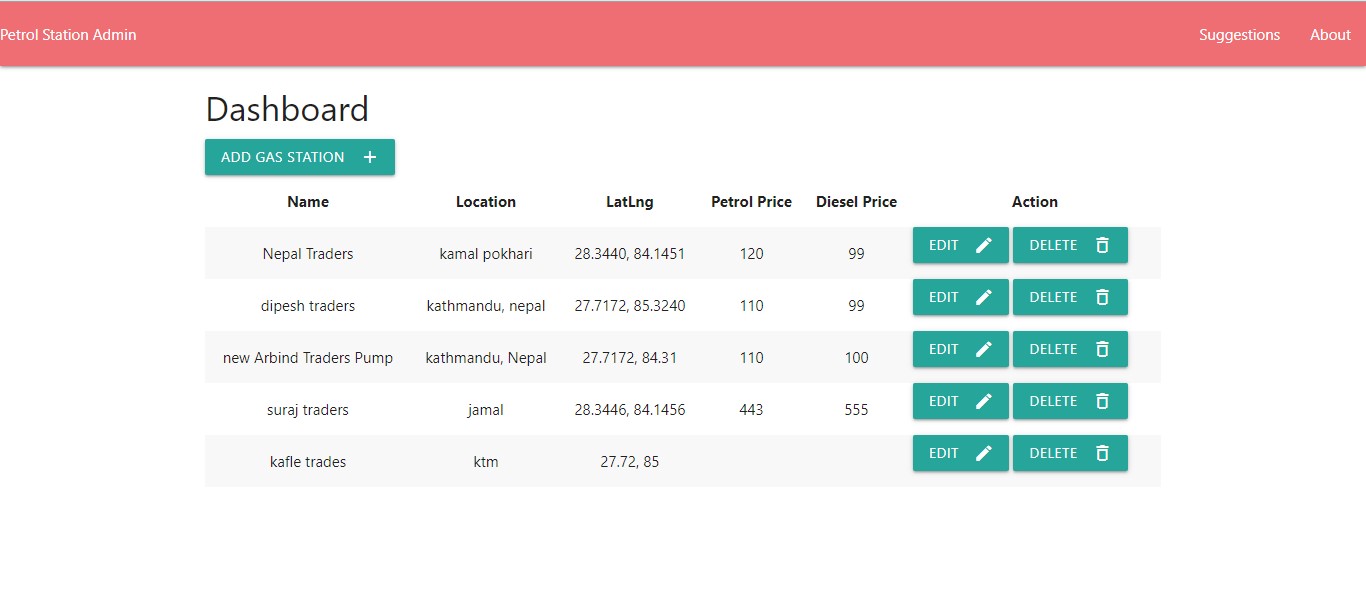 Petrol Station Admin Suggestions About
Dashboard
ADD GAS STATION +
Name Location LatLng Petrol Price Diesel Price Action
Nepal Traders kamal pokhari 28.3440, 84.1451 120 99 EDIT DELETE
dipesh traders kathmandu, nepal 27.7172, 85.3240 110 99 EDIT DELETE
new Arbind Traders Pump kathmandu, Nepal 27.7172, 84.31 110 100 EDIT DELETE
suraj traders jamal 28.3446, 84.1456 443 555 EDIT DELETE
kafle trades ktm 27.72, 85 EDIT DELETE